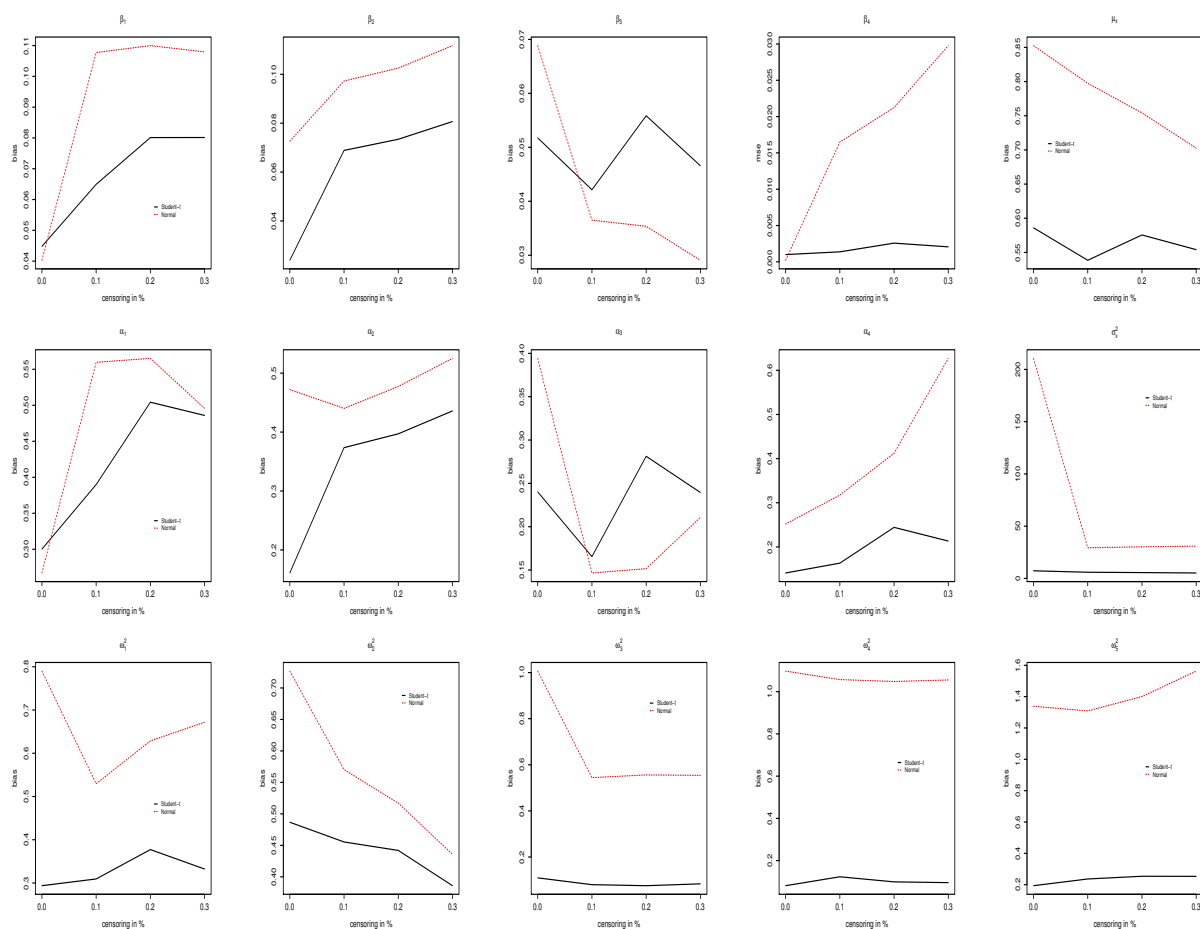 β₁
0.04 0.05 0.06 0.07 0.08 0.09 0.10 0.11
bias
Student−t
Normal
0.0 0.1 0.2 0.3
censoring in %
β₂
0.04 0.06 0.08 0.10
bias
0.0 0.1 0.2 0.3
censoring in %
β₃
0.03 0.04 0.05 0.06 0.07
bias
0.0 0.1 0.2 0.3
censoring in %
β₄
0.000 0.005 0.010 0.015 0.020 0.025 0.030
mse
0.0 0.1 0.2 0.3
censoring in %
μₓ
0.55 0.60 0.65 0.70 0.75 0.80 0.85
bias
Student−t
Normal
0.0 0.1 0.2 0.3
censoring in %
α₁
0.30 0.35 0.40 0.45 0.50 0.55
bias
Student−t
Normal
0.0 0.1 0.2 0.3
censoring in %
α₂
0.2 0.3 0.4 0.5
bias
0.0 0.1 0.2 0.3
censoring in %
α₃
0.15 0.20 0.25 0.30 0.35 0.40
bias
0.0 0.1 0.2 0.3
censoring in %
α₄
0.2 0.3 0.4 0.5 0.6
bias
0.0 0.1 0.2 0.3
censoring in %
σₓ²
0 50 100 150 200
bias
Student−t
Normal
0.0 0.1 0.2 0.3
censoring in %
ω₁²
0.3 0.4 0.5 0.6 0.7 0.8
bias
Student−t
Normal
0.0 0.1 0.2 0.3
censoring in %
ω₂²
0.40 0.45 0.50 0.55 0.60 0.65 0.70
bias
Student−t
Normal
0.0 0.1 0.2 0.3
censoring in %
ω₃²
0.2 0.4 0.6 0.8 1.0
bias
Student−t
Normal
0.0 0.1 0.2 0.3
censoring in %
ω₄²
0.2 0.4 0.6 0.8 1.0
bias
Student−t
Normal
0.0 0.1 0.2 0.3
censoring in %
ω₅²
0.2 0.4 0.6 0.8 1.0 1.2 1.4 1.6
bias
Student−t
Normal
0.0 0.1 0.2 0.3
censoring in %